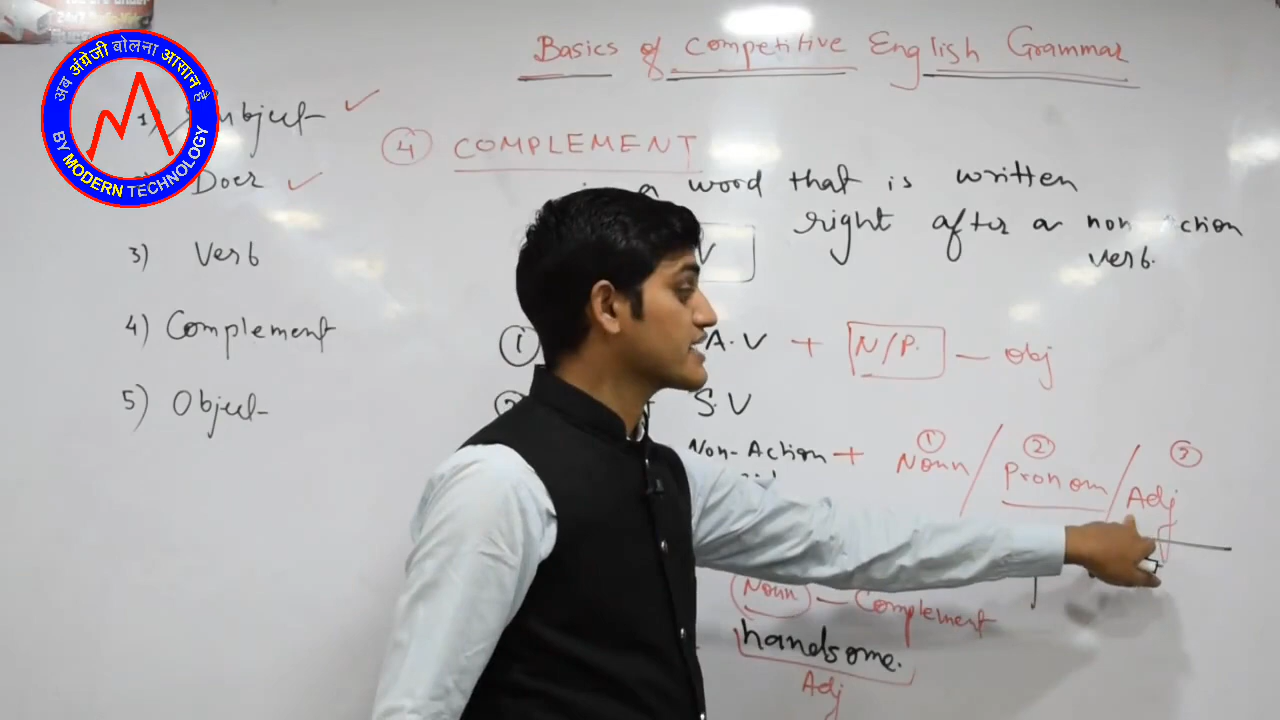 अब अंग्रेजी बोलना आसान है
BY MODERN TECHNOLOGY
Basics of Competitive English Grammar
1) Subject
Doer
3) Verb
4) Complement
5) Object
4 COMPLEMENT
a word that is written
right after a non Action
verb.
V
1 A.V + N/P. — Obj
2 S.V
Non-Action + 1 Noun / 2 Pronoun / 3 Adj
Noun — Complement
handsome.
Adj